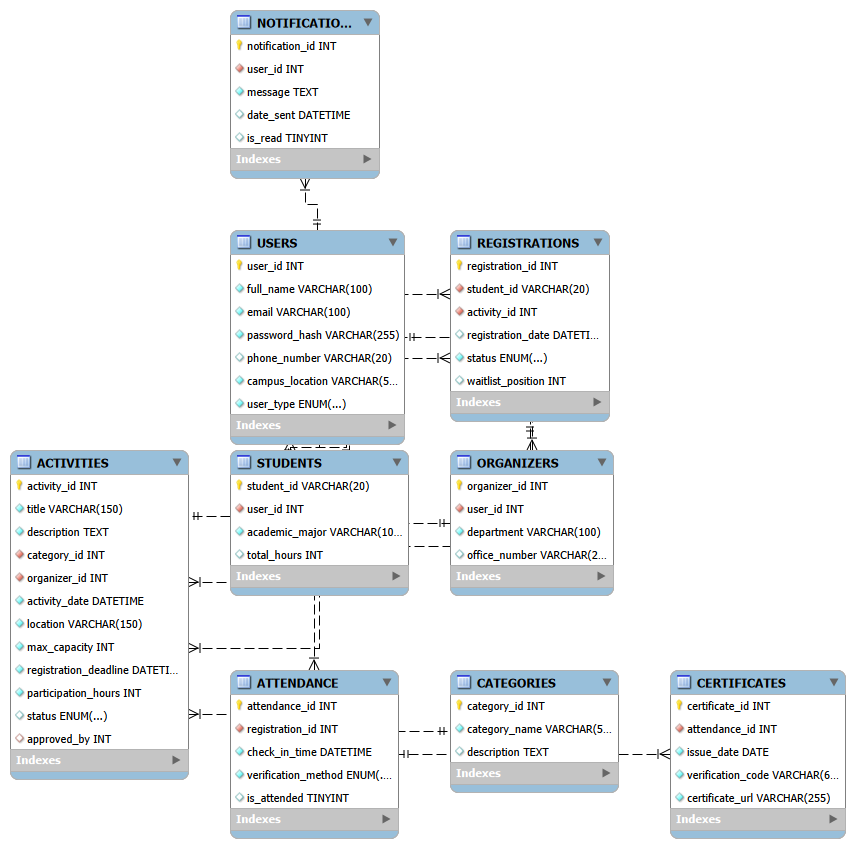 NOTIFICATIO...
notification_id INT
user_id INT
message TEXT
date_sent DATETIME
is_read TINYINT
Indexes
USERS
user_id INT
full_name VARCHAR(100)
email VARCHAR(100)
password_hash VARCHAR(255)
phone_number VARCHAR(20)
campus_location VARCHAR(5...
user_type ENUM(...)
Indexes
REGISTRATIONS
registration_id INT
student_id VARCHAR(20)
activity_id INT
registration_date DATETI...
status ENUM(...)
waitlist_position INT
Indexes
ACTIVITIES
activity_id INT
title VARCHAR(150)
description TEXT
category_id INT
organizer_id INT
activity_date DATETIME
location VARCHAR(150)
max_capacity INT
registration_deadline DATETI...
participation_hours INT
status ENUM(...)
approved_by INT
Indexes
STUDENTS
student_id VARCHAR(20)
user_id INT
academic_major VARCHAR(10...
total_hours INT
Indexes
ORGANIZERS
organizer_id INT
user_id INT
department VARCHAR(100)
office_number VARCHAR(2...
Indexes
ATTENDANCE
attendance_id INT
registration_id INT
check_in_time DATETIME
verification_method ENUM(....
is_attended TINYINT
Indexes
CATEGORIES
category_id INT
category_name VARCHAR(5...
description TEXT
Indexes
CERTIFICATES
certificate_id INT
attendance_id INT
issue_date DATE
verification_code VARCHAR(6...
certificate_url VARCHAR(255)
Indexes